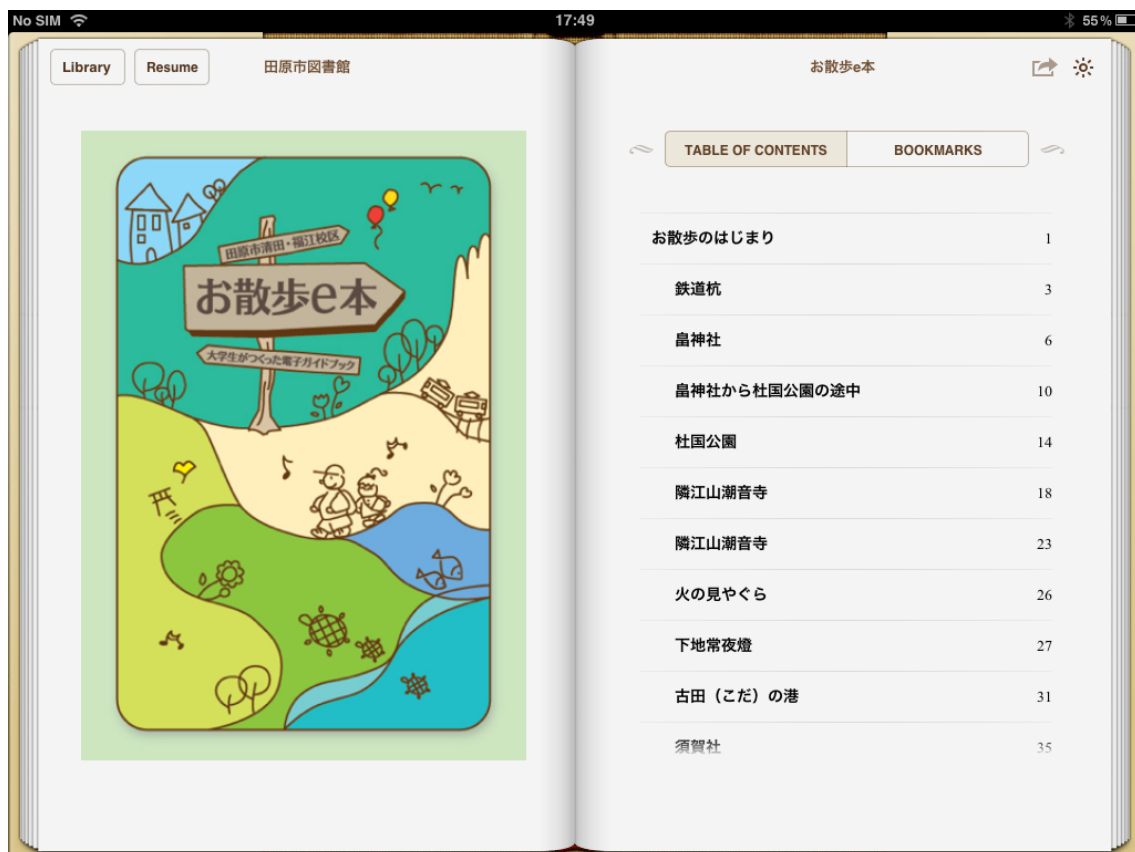 No SIM 17:49 55%
Library Resume 田原市図書館
お散歩e本
田原市清田・福江校区
お散歩e本
大学生がつくった電子ガイドブック
TABLE OF CONTENTS BOOKMARKS
お散歩のはじまり 1
鉄道杭 3
畠神社 6
畠神社から杜国公園の途中 10
杜国公園 14
隣江山潮音寺 18
隣江山潮音寺 23
火の見やぐら 26
下地常夜燈 27
古田（こだ）の港 31
須賀社 35